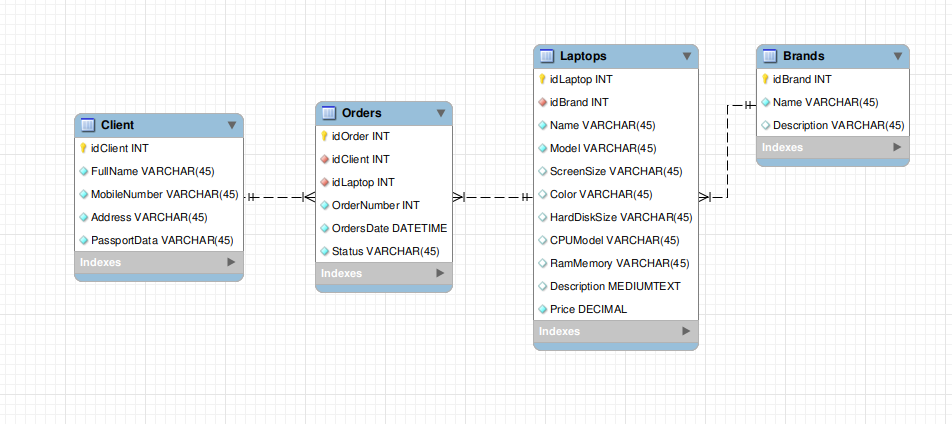 Client
idClient INT
FullName VARCHAR(45)
MobileNumber VARCHAR(45)
Address VARCHAR(45)
PassportData VARCHAR(45)
Indexes
Orders
idOrder INT
idClient INT
idLaptop INT
OrderNumber INT
OrdersDate DATETIME
Status VARCHAR(45)
Indexes
Laptops
idLaptop INT
idBrand INT
Name VARCHAR(45)
Model VARCHAR(45)
ScreenSize VARCHAR(45)
Color VARCHAR(45)
HardDiskSize VARCHAR(45)
CPUModel VARCHAR(45)
RamMemory VARCHAR(45)
Description MEDIUMTEXT
Price DECIMAL
Indexes
Brands
idBrand INT
Name VARCHAR(45)
Description VARCHAR(45)
Indexes